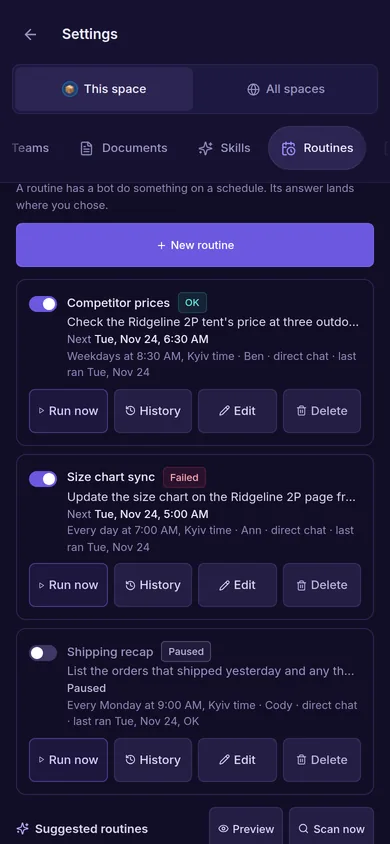 Settings
This space
All spaces
Teams
Documents
Skills
Routines
A routine has a bot do something on a schedule. Its answer lands
where you chose.
+ New routine
Competitor prices OK
Check the Ridgeline 2P tent's price at three outdo...
Next Tue, Nov 24, 6:30 AM
Weekdays at 8:30 AM, Kyiv time · Ben · direct chat · last
ran Tue, Nov 24
Run now
History
Edit
Delete
Size chart sync Failed
Update the size chart on the Ridgeline 2P page fr...
Next Tue, Nov 24, 5:00 AM
Every day at 7:00 AM, Kyiv time · Ann · direct chat · last
ran Tue, Nov 24
Run now
History
Edit
Delete
Shipping recap Paused
List the orders that shipped yesterday and any th...
Paused
Every Monday at 9:00 AM, Kyiv time · Cody · direct chat
· last ran Tue, Nov 24, OK
Run now
History
Edit
Delete
Suggested routines
Preview
Scan now